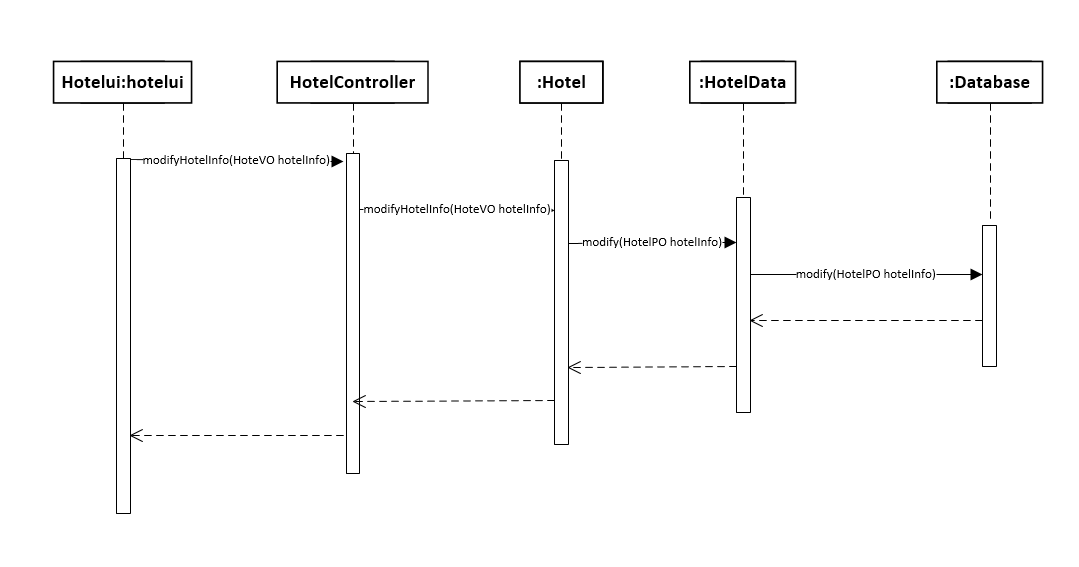 Hotelui:hotelui
HotelController
:Hotel
:HotelData
:Database
modifyHotelInfo(HoteVO hotelInfo)
modifyHotelInfo(HoteVO hotelInfo)
modify(HotelPO hotelInfo)
modify(HotelPO hotelInfo)